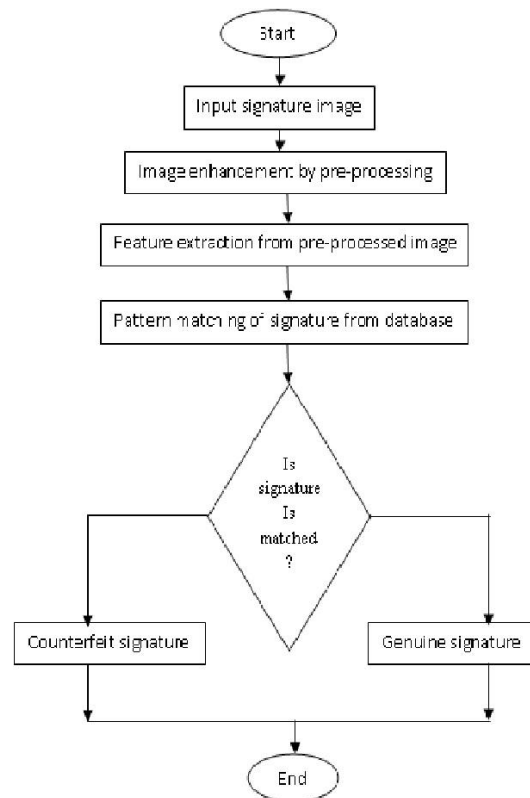 Start
Input signature image
Image enhancement by pre-processing
Feature extraction from pre-processed image
Pattern matching of signature from database
Is
signature
Is
matched
?
Counterfeit signature
Genuine signature
End